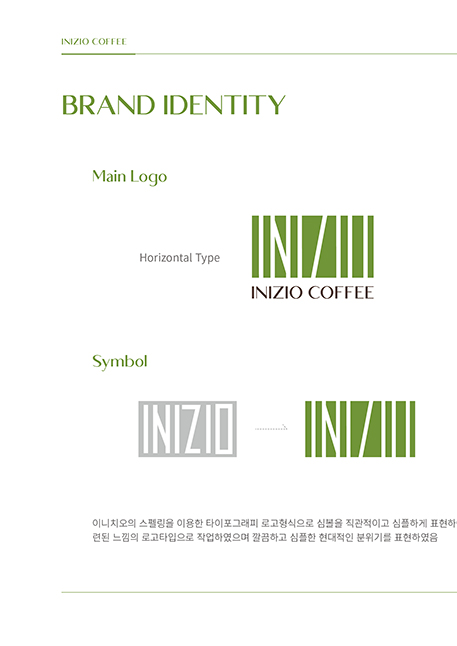 INIZIO COFFEE
BRAND IDENTITY
Main Logo
Horizontal Type
INIZIO
INIZIO COFFEE
Symbol
INIZIO
INIZIO
이니치오의 스펠링을 이용한 타이포그래피 로고형식으로 심볼을 직관적이고 심플하게 표현하
련된 느낌의 로고타입으로 작업하였으며 깔끔하고 심플한 현대적인 분위기를 표현하였음